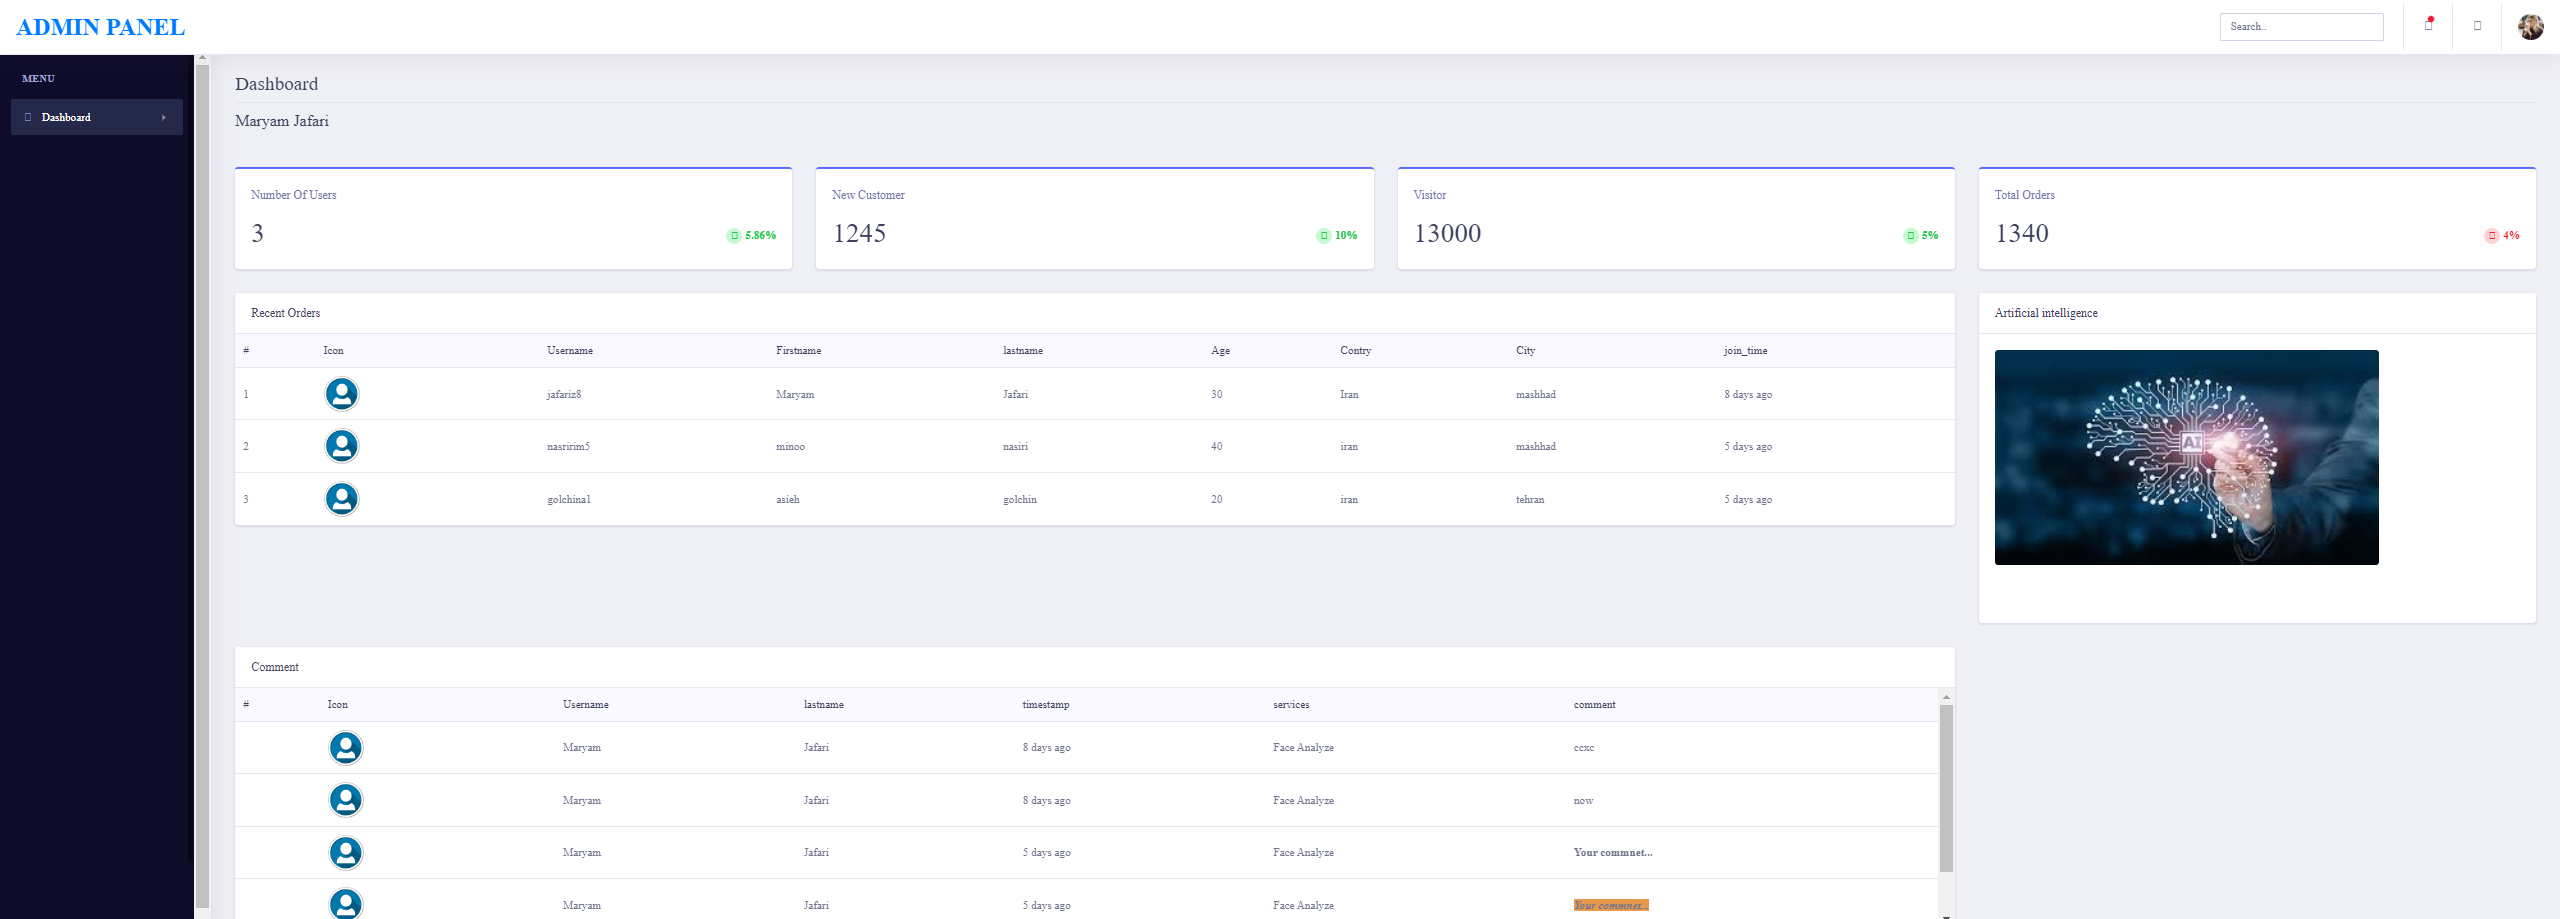 ADMIN PANEL
Search..
MENU
Dashboard
Dashboard
Maryam Jafari
Number Of Users
3
5.86%
New Customer
1245
10%
Visitor
13000
5%
Total Orders
1340
4%
Recent Orders
# Icon Username Firstname lastname Age Contry City join_time
1 jafariz8 Maryam Jafari 30 Iran mashhad 8 days ago
2 nasririm5 minoo nasiri 40 iran mashhad 5 days ago
3 golchina1 asieh golchin 20 iran tehran 5 days ago
Artificial intelligence
AI
Comment
# Icon Username lastname timestamp services comment
Maryam Jafari 8 days ago Face Analyze ccxc
Maryam Jafari 8 days ago Face Analyze now
Maryam Jafari 5 days ago Face Analyze Your commnet...
Maryam Jafari 5 days ago Face Analyze Your commnet...